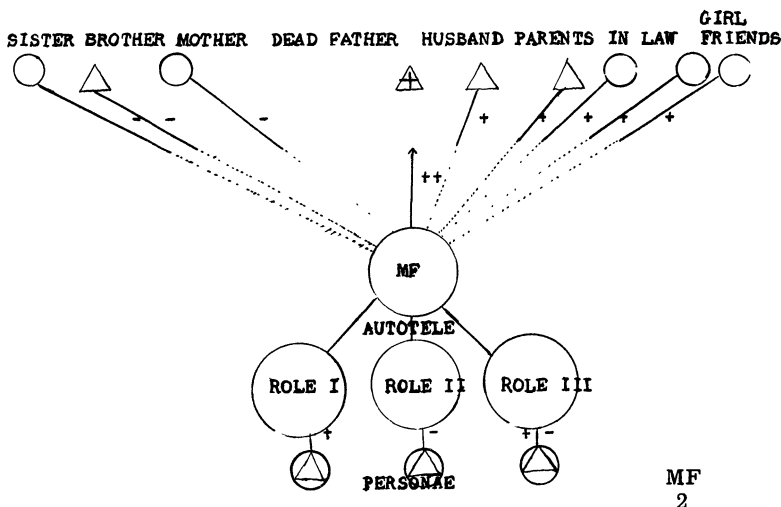 GIRL
SISTER BROTHER MOTHER DEAD FATHER HUSBAND PARENTS IN LAW FRIENDS
+
- - - + + + + +
++
MF
AUTOTELE
ROLE I ROLE II ROLE III
+ - + -
PERSONAE
MF
2